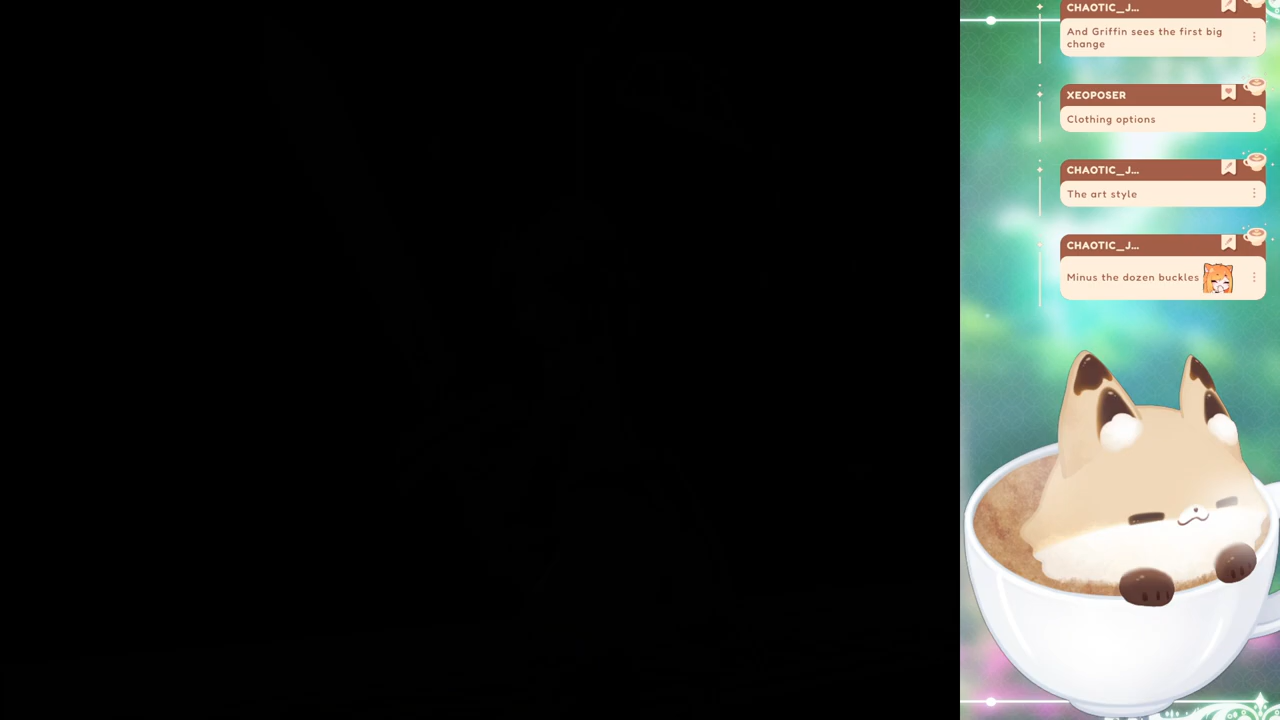 CHAOTIC_J...
And Griffin sees the first big
change
XEOPOSER
Clothing options
CHAOTIC_J...
The art style
CHAOTIC_J...
Minus the dozen buckles